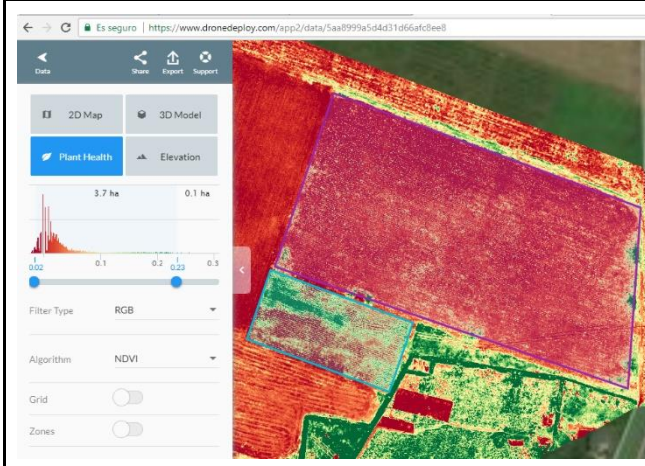 Es seguro | https://www.dronedeploy.com/app2/data/5aa8999a5d4d31d66afc8ee8
Data Share Export Support
2D Map 3D Model
Plant Health Elevation
3.7 ha 0.1 ha
0.02 0.1 0.2 0.23 0.3
Filter Type RGB
Algorithm NDVI
Grid
Zones